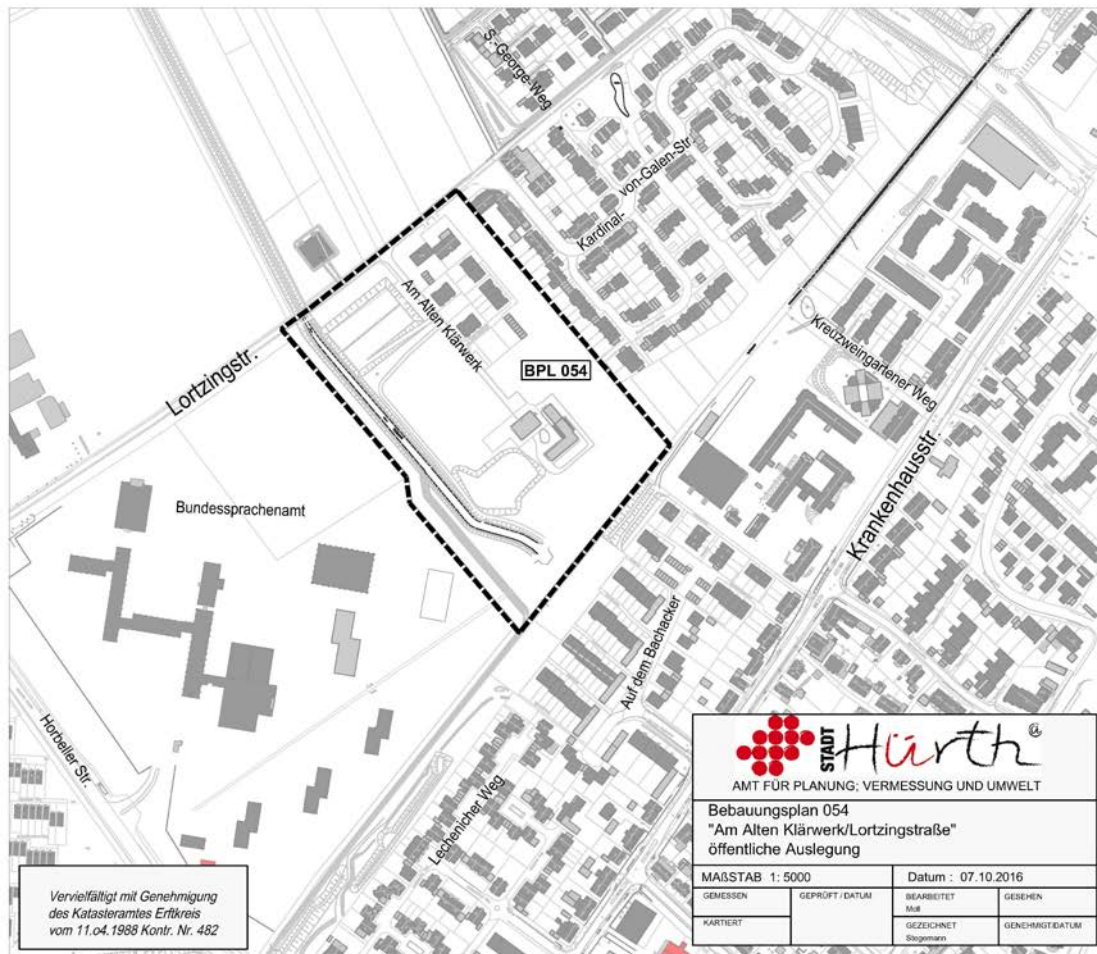 S.-George-Weg
Kardinal-
von-Galen-Str.
Am Alten Klärwerk
Lortzingstr.
BPL 054
Kreuzweingartener Weg
Krankenhausstr.
Bundessprachenamt
Auf dem Bachacker
Horbeller Str.
Lechenicher Weg
STADT Hürth @
AMT FÜR PLANUNG; VERMESSUNG UND UMWELT
Bebauungsplan 054
"Am Alten Klärwerk/Lortzingstraße"
öffentliche Auslegung
MAßSTAB 1: 5000
Datum : 07.10.2016
GEMESSEN
GEPRÜFT / DATUM
BEARBEITET
Moll
GESEHEN
KARTIERT
GEZEICHNET
Stegemann
GENEHMIGT/DATUM
Vervielfältigt mit Genehmigung
des Katasteramtes Erftkreis
vom 11.o4.1988 Kontr. Nr. 482